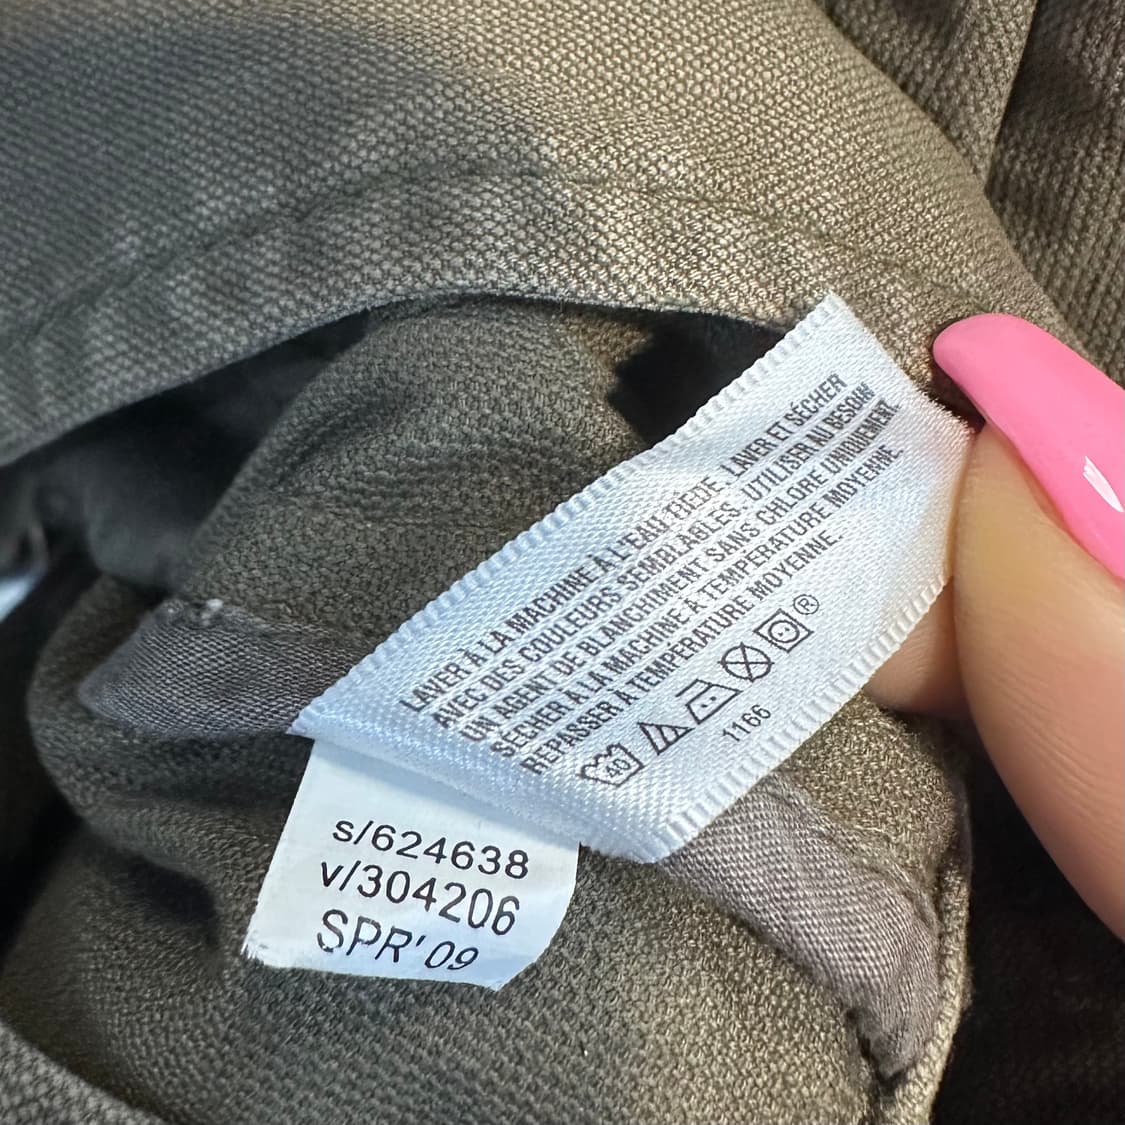 LAVER À LA MACHINE À L'EAU TIÈDE. LAVER ET SÉCHER
AVEC DES COULEURS SEMBLABLES. UTILISER AU BESOIN
UN AGENT DE BLANCHIMENT SANS CHLORE UNIQUEMENT.
SÉCHER À LA MACHINE À TEMPÉRATURE MOYENNE.
REPASSER À TEMPÉRATURE MOYENNE.
40 ®
1166
s/624638
v/304206
SPR'09